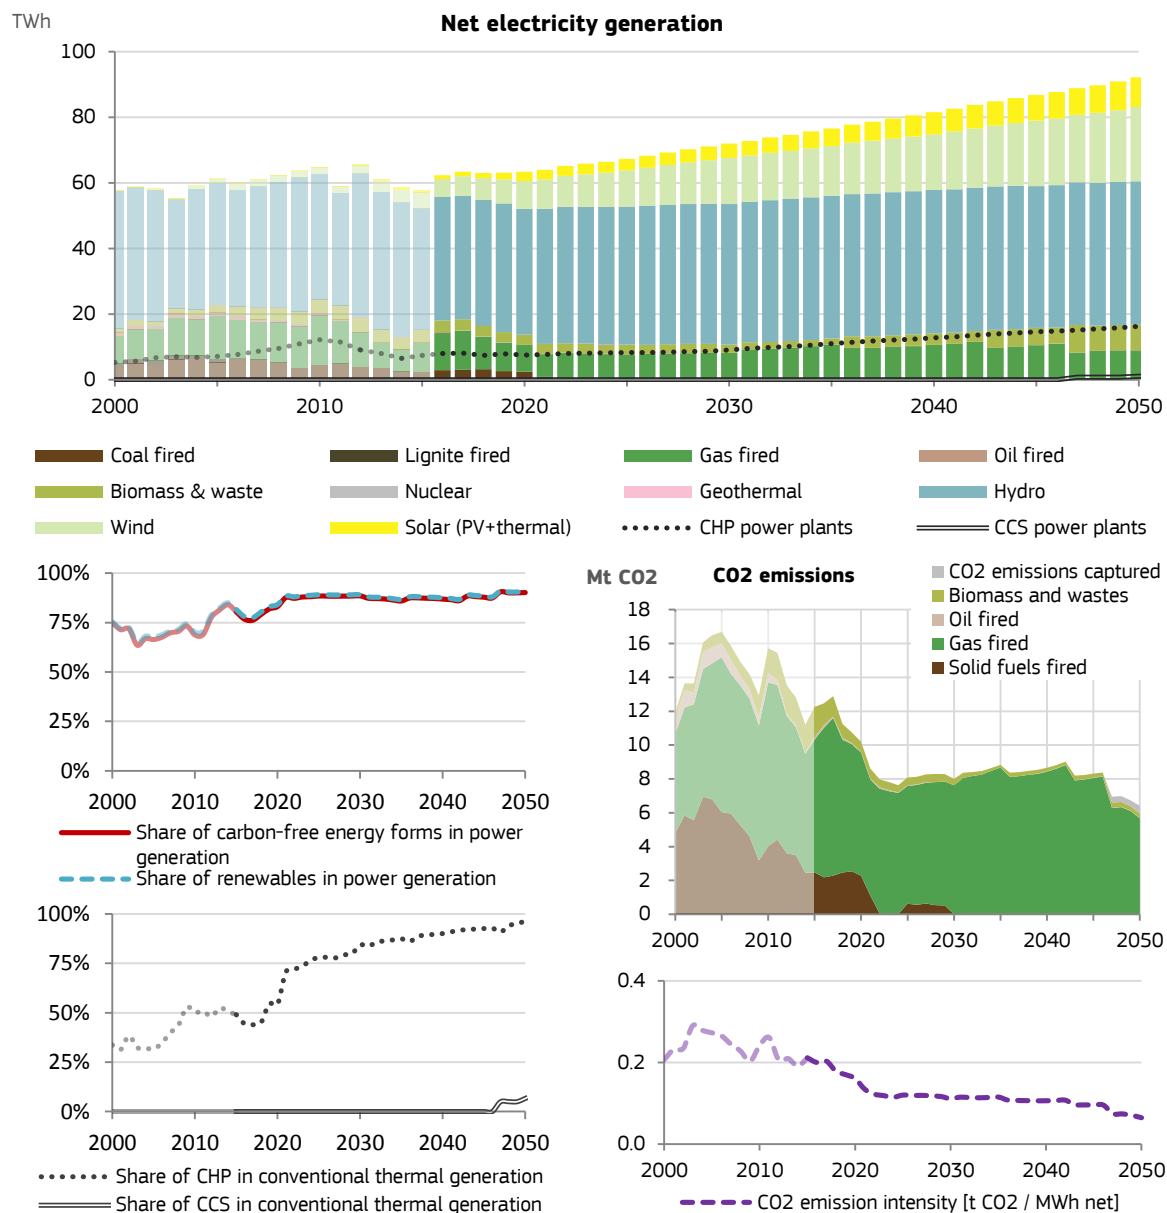 TWh
Net electricity generation
100
80
60
40
20
0
2000 2010 2020 2030 2040 2050
Coal fired Lignite fired Gas fired Oil fired
Biomass & waste Nuclear Geothermal Hydro
Wind Solar (PV+thermal) CHP power plants CCS power plants
100%
75%
50%
25%
0%
2000 2010 2020 2030 2040 2050
Share of carbon-free energy forms in power
generation
Share of renewables in power generation
Mt CO2 CO2 emissions
CO2 emissions captured
Biomass and wastes
Oil fired
Gas fired
Solid fuels fired
18
16
14
12
10
8
6
4
2
0
2000 2010 2020 2030 2040 2050
100%
75%
50%
25%
0%
2000 2010 2020 2030 2040 2050
Share of CHP in conventional thermal generation
Share of CCS in conventional thermal generation
0.4
0.2
0.0
2000 2010 2020 2030 2040 2050
CO2 emission intensity [t CO2 / MWh net]